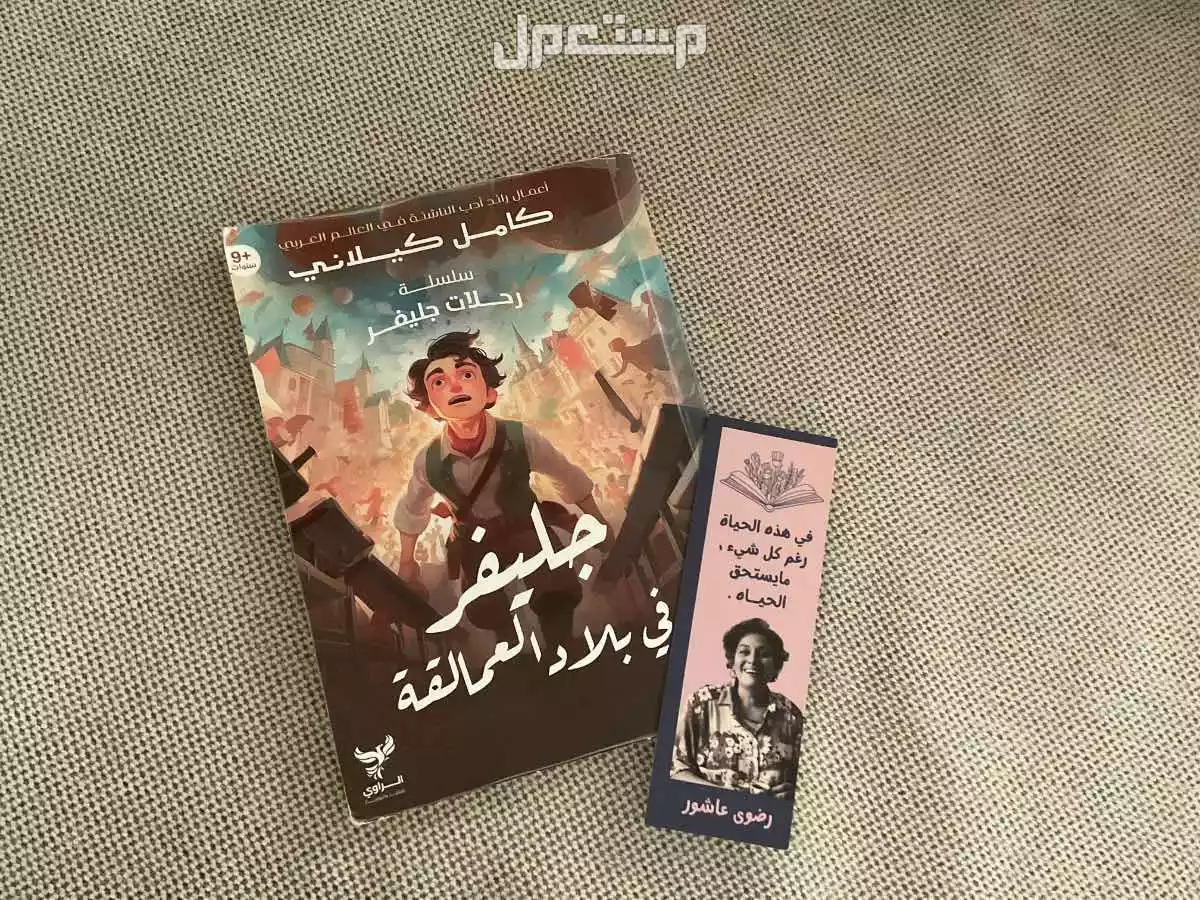 مستعمل
أعمال رائد أدب الناشئة في العالم العربي
كامل كيلاني
+9
سنوات
سلسلة
رحلات جليفر
جليفر
في بلاد العمالقة
الراوي
في هذه الحياة
رغم كل شيء ،
مايستحق
الحياه .
رضوى عاشور